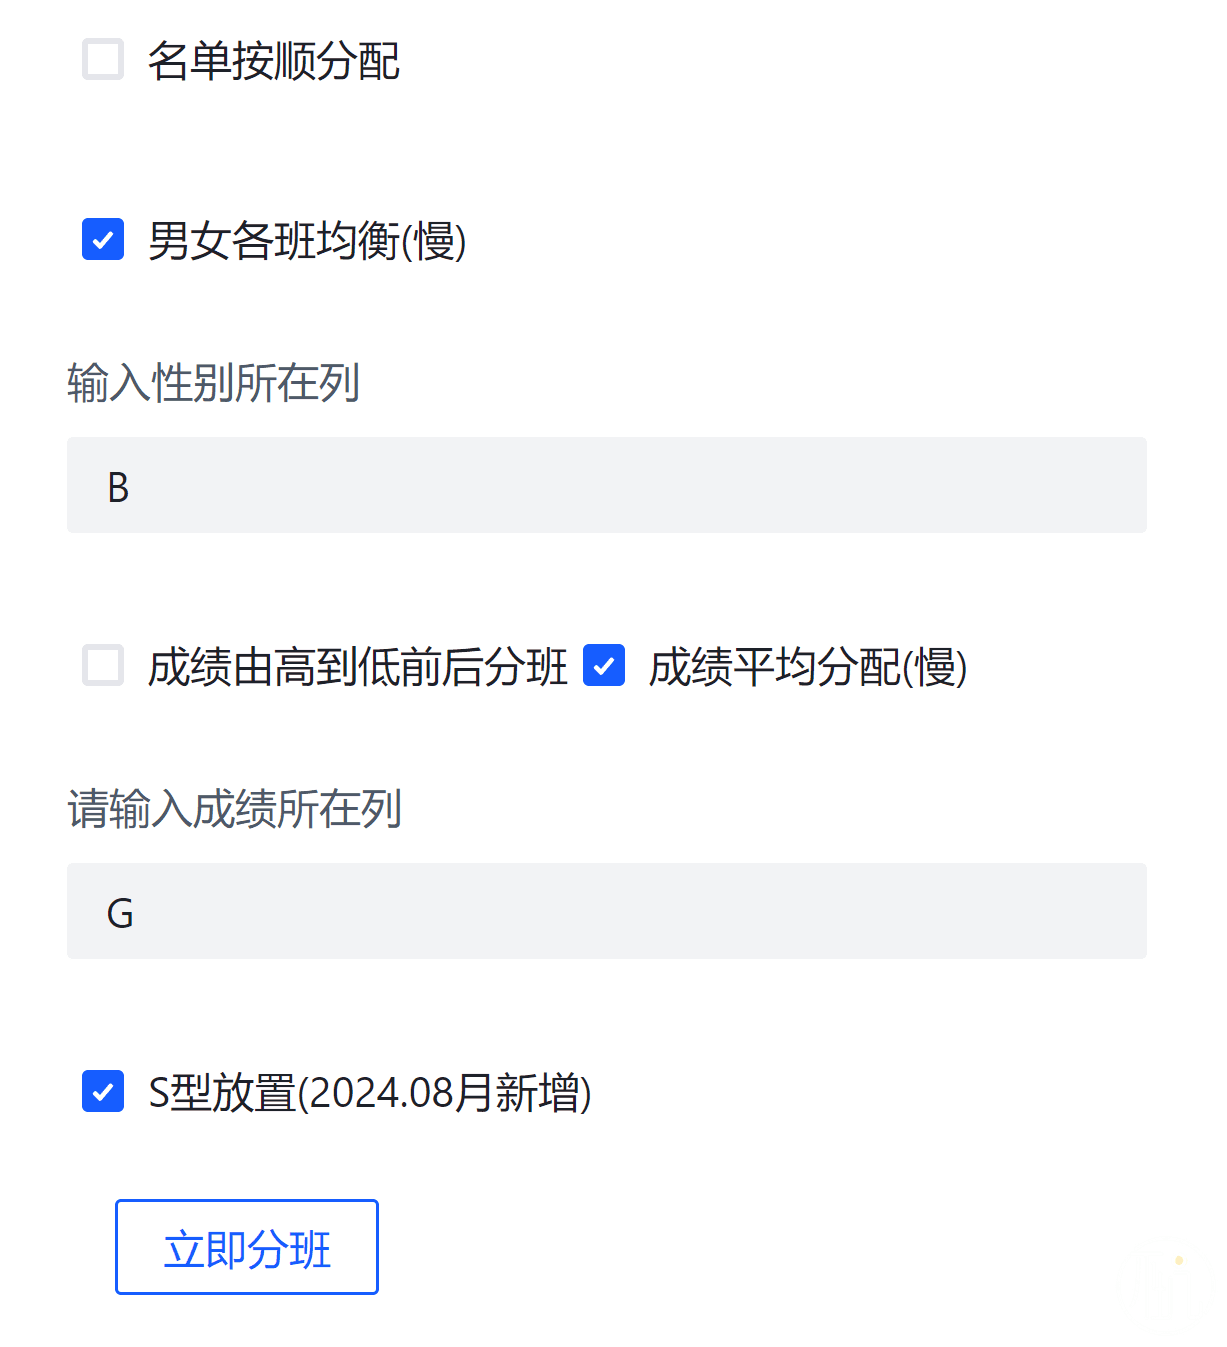 名单按顺分配
男女各班均衡(慢)
输入性别所在列
B
成绩由高到低前后分班 成绩平均分配(慢)
请输入成绩所在列
G
S型放置(2024.08月新增)
立即分班